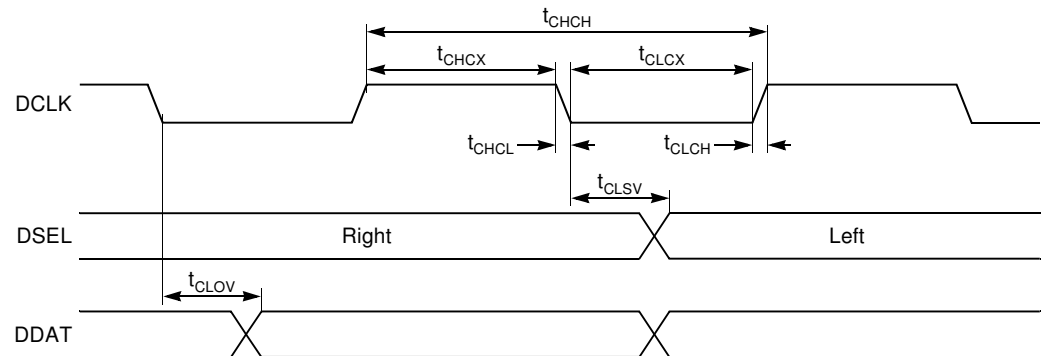 tCHCH
tCHCX tCLCX
DCLK
tCHCL tCLCH
tCLSV
DSEL Right Left
tCLOV
DDAT